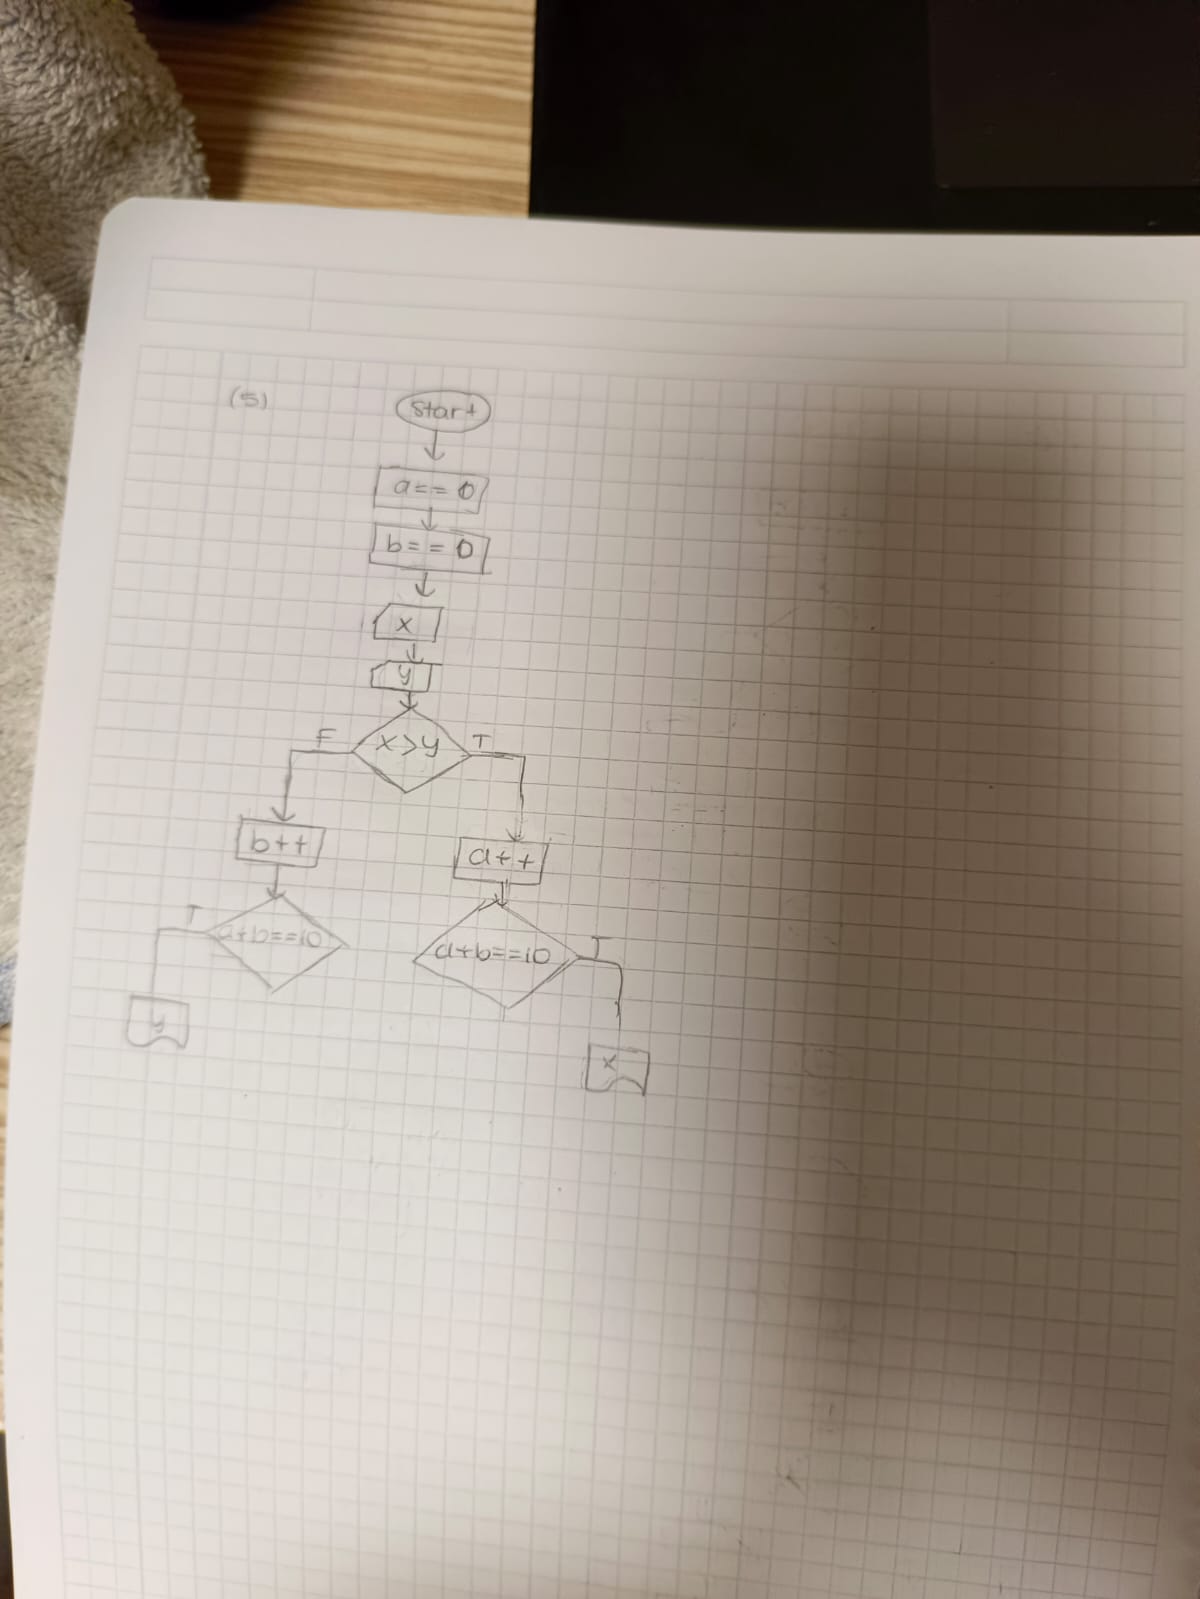 (5)
Start
a==0
b==0
x
y
F x>y T
b++
a++
T a+b==10
a+b==10 T
y
x